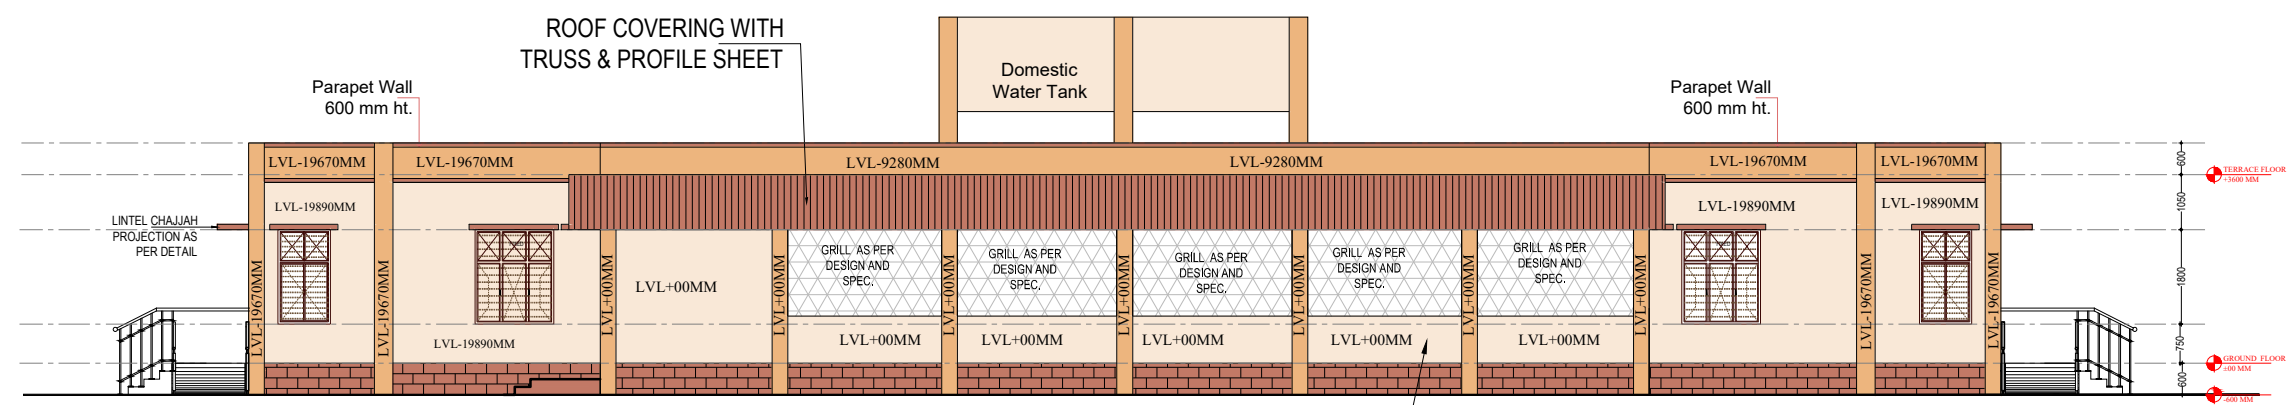 ROOF COVERING WITH
TRUSS & PROFILE SHEET
Domestic
Water Tank
Parapet Wall
600 mm ht.
Parapet Wall
600 mm ht.
LVL-19670MM
LVL-19670MM
LVL-9280MM
LVL-9280MM
LVL-19670MM
LVL-19670MM
600
TERRACE FLOOR
+3600 MM
LVL-19890MM
LVL-19890MM
LVL-19890MM
1050
LINTEL CHAJJAH
PROJECTION AS
PER DETAIL
GRILL AS PER
DESIGN AND
SPEC.
GRILL AS PER
DESIGN AND
SPEC.
GRILL AS PER
DESIGN AND
SPEC.
GRILL AS PER
DESIGN AND
SPEC.
GRILL AS PER
DESIGN AND
SPEC.
1800
LVL+00MM
LVL-19670MM
LVL-19670MM
LVL+00MM
LVL+00MM
LVL+00MM
LVL+00MM
LVL+00MM
LVL+00MM
LVL+00MM
LVL-19670MM
LVL-19670MM
LVL-19890MM
LVL+00MM
LVL+00MM
LVL+00MM
LVL+00MM
LVL+00MM
750
GROUND FLOOR
±00 MM
600
-600 MM